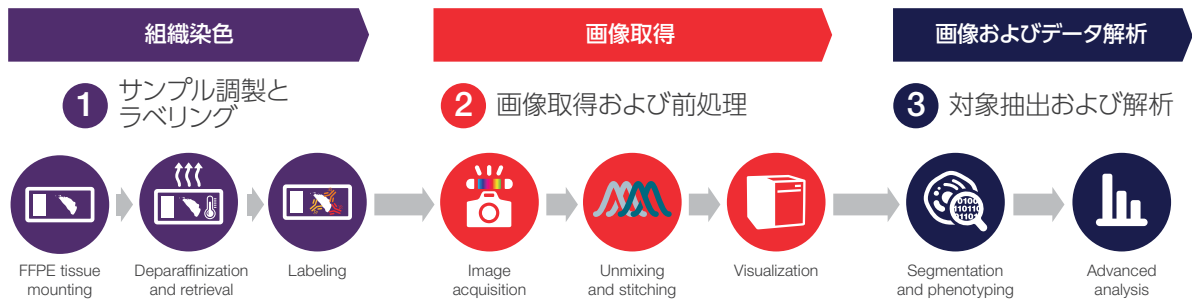 組織染色
画像取得
画像およびデータ解析
1 サンプル調製と
ラベリング
2 画像取得および前処理
3 対象抽出および解析
FFPE tissue
mounting
Deparaffinization
and retrieval
Labeling
Image
acquisition
Unmixing
and stitching
Visualization
Segmentation
and phenotyping
0100
110110
01101
Advanced
analysis